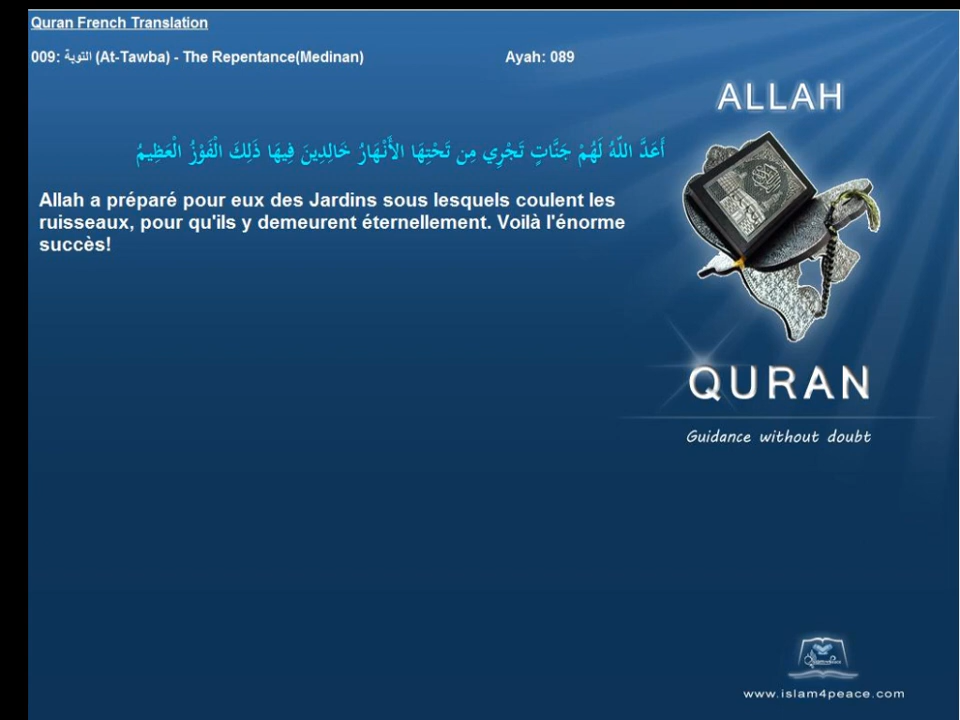 Quran French Translation
009: التوبة (At-Tawba) - The Repentance(Medinan) Ayah: 089
ALLAH
أَعَدَّ اللّهُ لَهُمْ جَنَّاتٍ تَجْرِي مِن تَحْتِهَا الأَنْهَارُ خَالِدِينَ فِيهَا ذَلِكَ الْفَوْزُ الْعَظِيمُ
Allah a préparé pour eux des Jardins sous lesquels coulent les
ruisseaux, pour qu'ils y demeurent éternellement. Voilà l'énorme
succès!
QURAN
Guidance without doubt
www.islam4peace.com